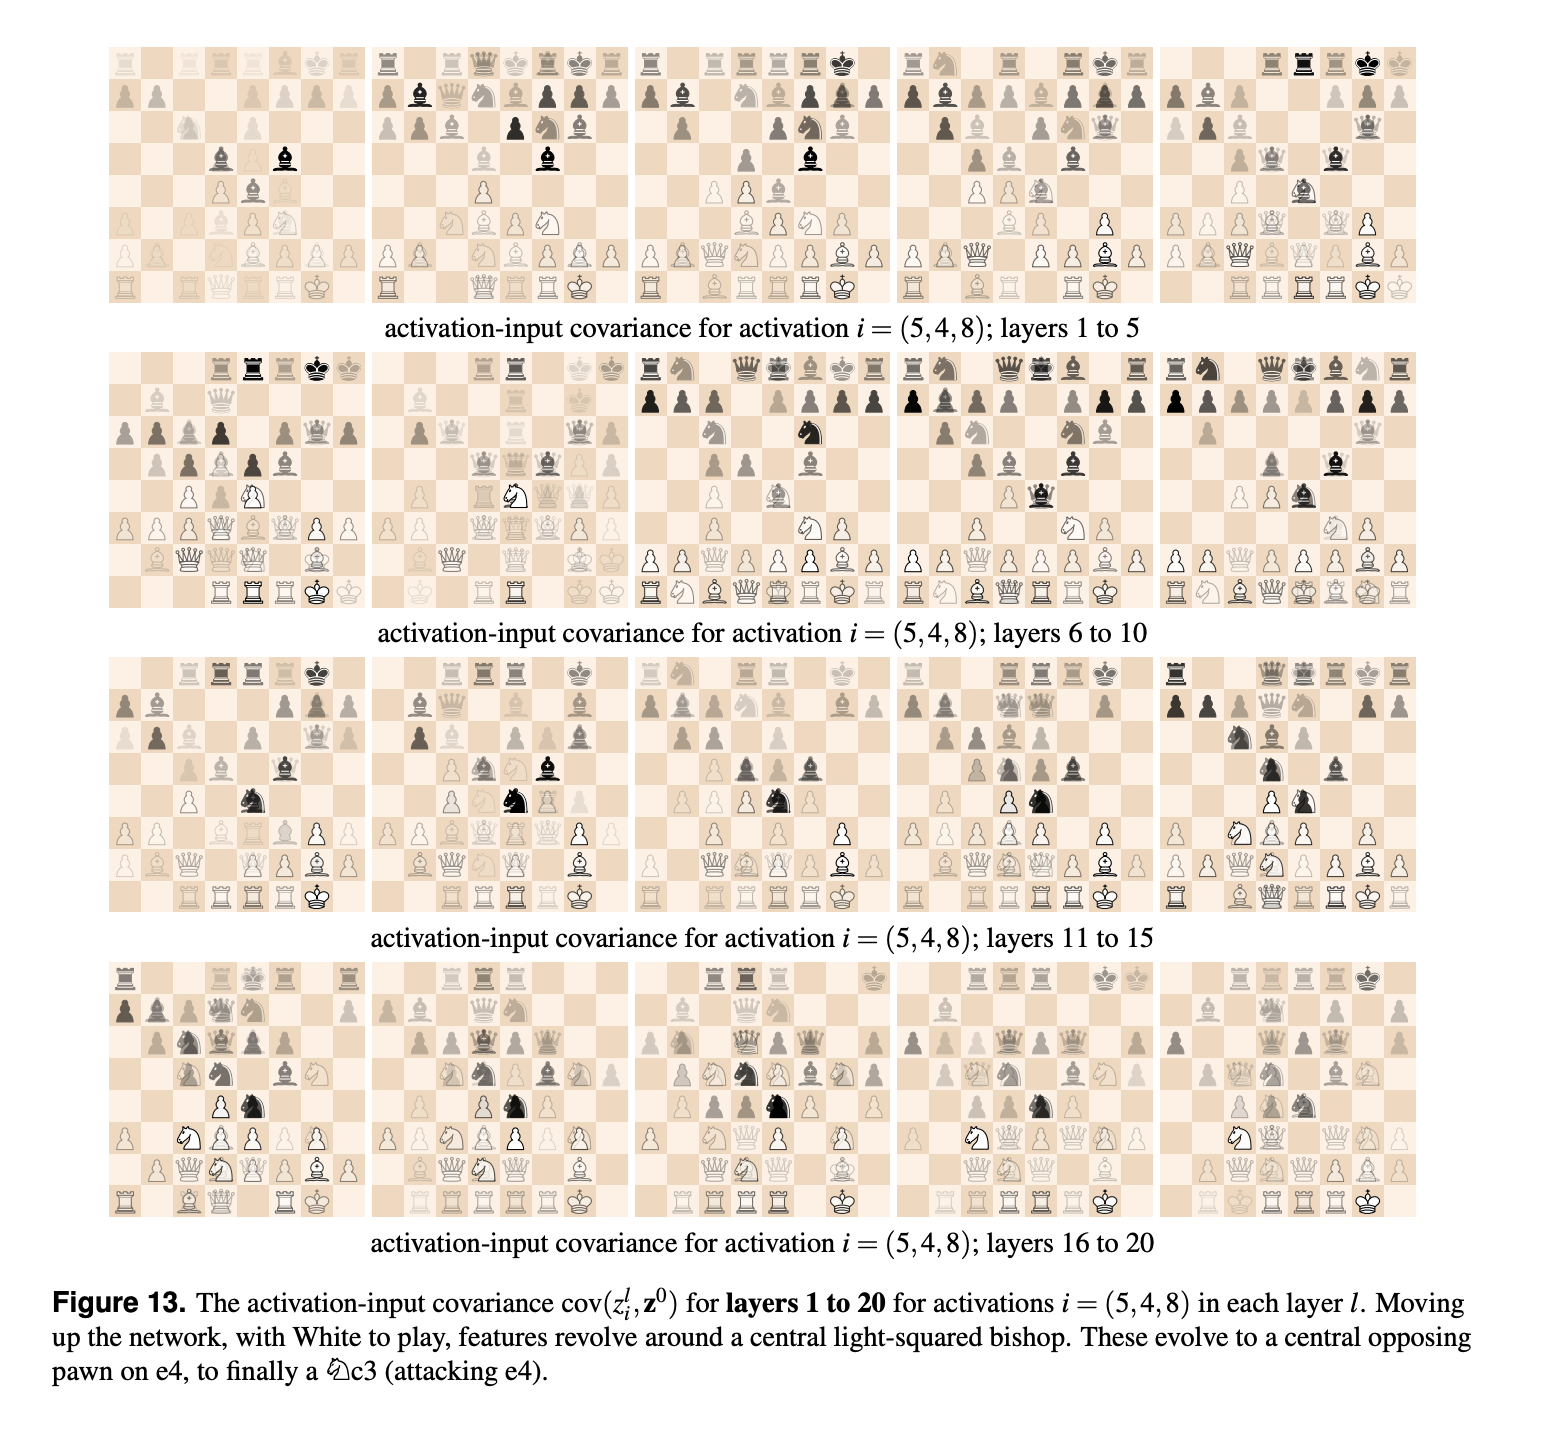 activation-input covariance for activation i = (5,4,8); layers 1 to 5
activation-input covariance for activation i = (5,4,8); layers 6 to 10
activation-input covariance for activation i = (5,4,8); layers 11 to 15
activation-input covariance for activation i = (5,4,8); layers 16 to 20
Figure 13. The activation-input covariance cov(zᵢˡ, z⁰) for layers 1 to 20 for activations i = (5,4,8) in each layer l. Moving
up the network, with White to play, features revolve around a central light-squared bishop. These evolve to a central opposing
pawn on e4, to finally a ♘c3 (attacking e4).